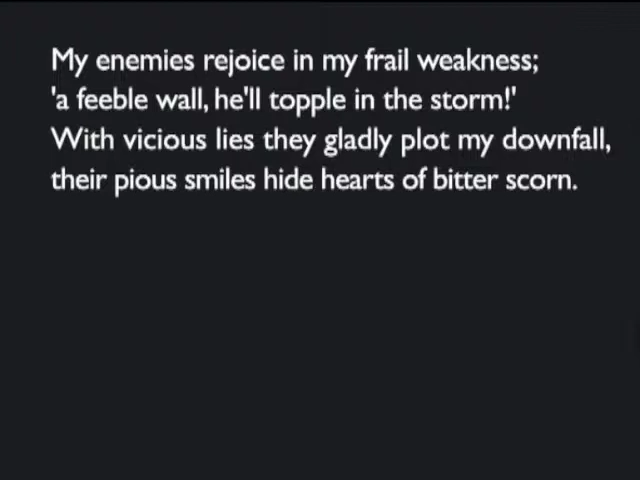 My enemies rejoice in my frail weakness;
'a feeble wall, he'll topple in the storm!'
With vicious lies they gladly plot my downfall,
their pious smiles hide hearts of bitter scorn.